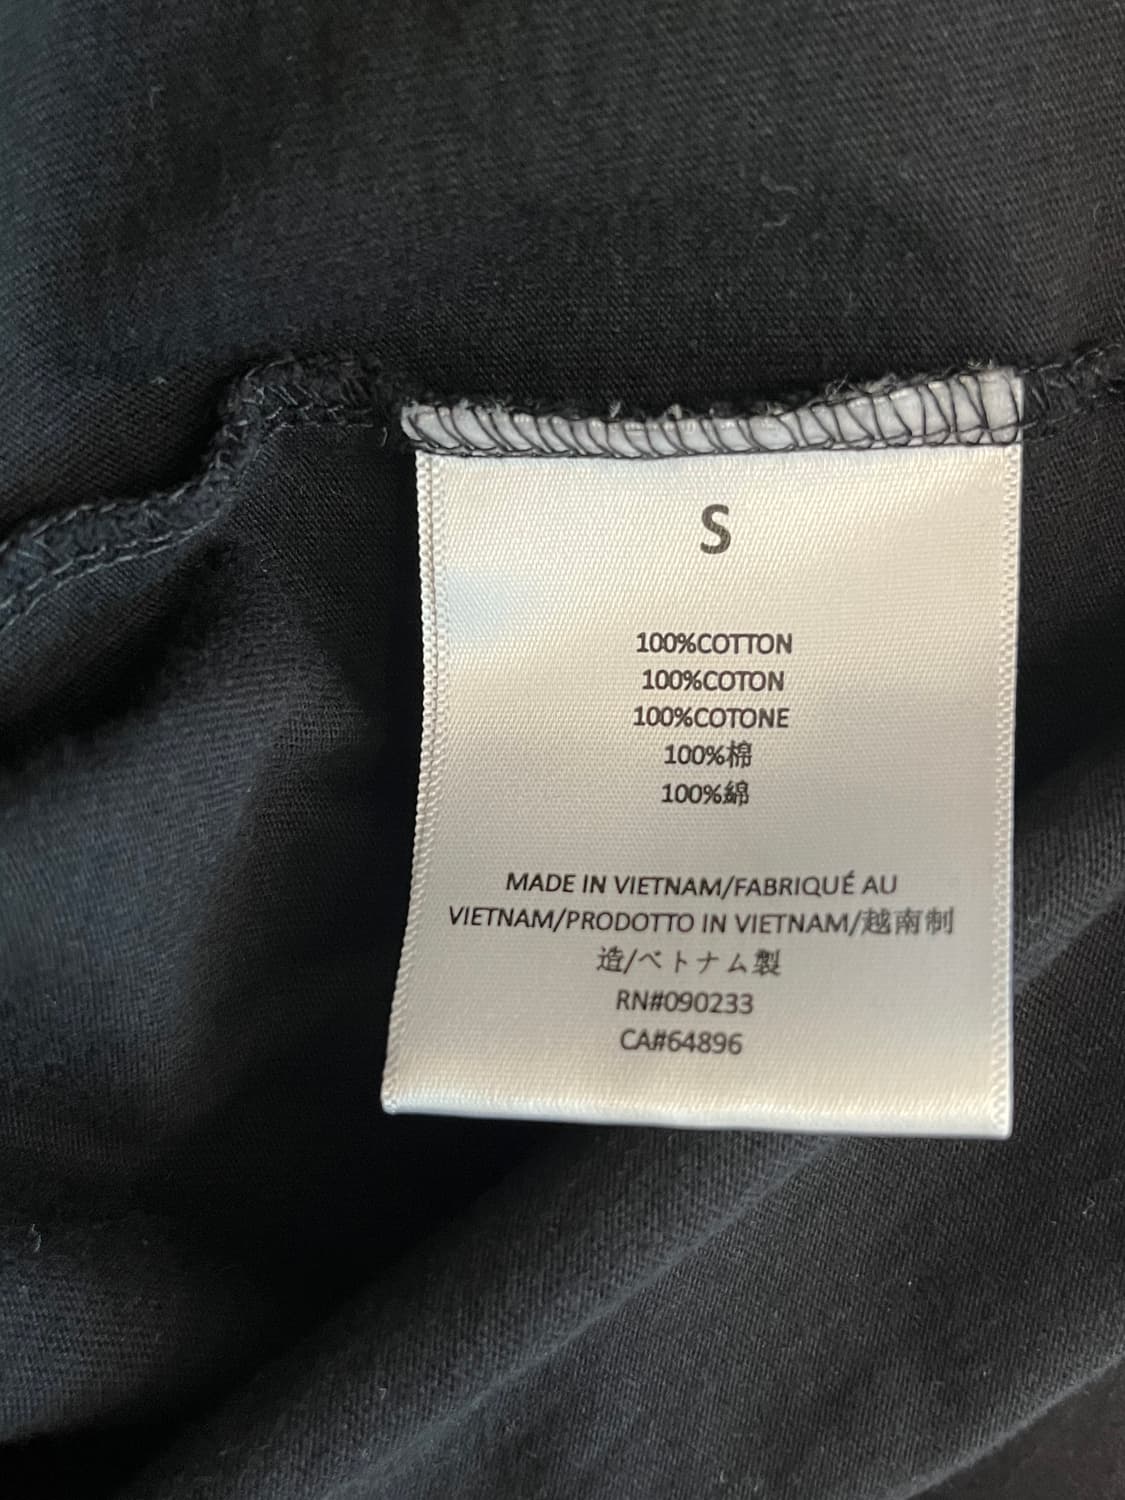 S
100%COTTON
100%COTON
100%COTONE
100%棉
100%綿
MADE IN VIETNAM/FABRIQUÉ AU
VIETNAM/PRODOTTO IN VIETNAM/越南制
造/ベトナム製
RN#090233
CA#64896